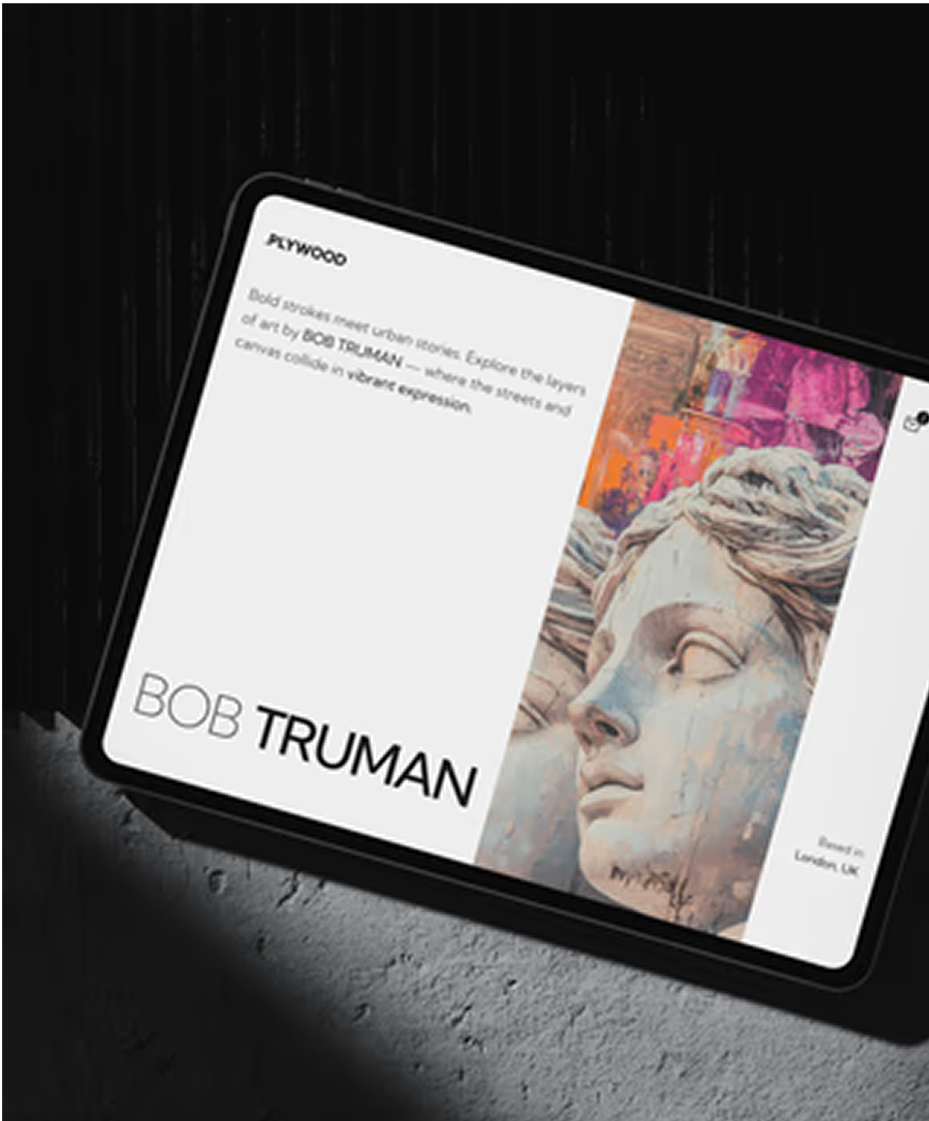 PLYWOOD
Bold strokes meet urban stories. Explore the layers
of art by BOB TRUMAN — where the streets and
canvas collide in vibrant expression.
BOB TRUMAN
Based in
London, UK